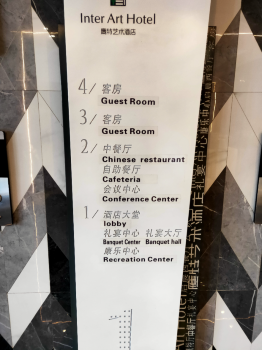 Inter Art Hotel
鹰特艺术酒店
4/ 客房
Guest Room
3/ 客房
Guest Room
2/ 中餐厅
Chinese restaurant
自助餐厅
Cafeteria
会议中心
Conference Center
1/ 酒店大堂
lobby
礼宴中心 礼宴大厅
Banquet Center Banquet hall
康乐中心
Recreation Center